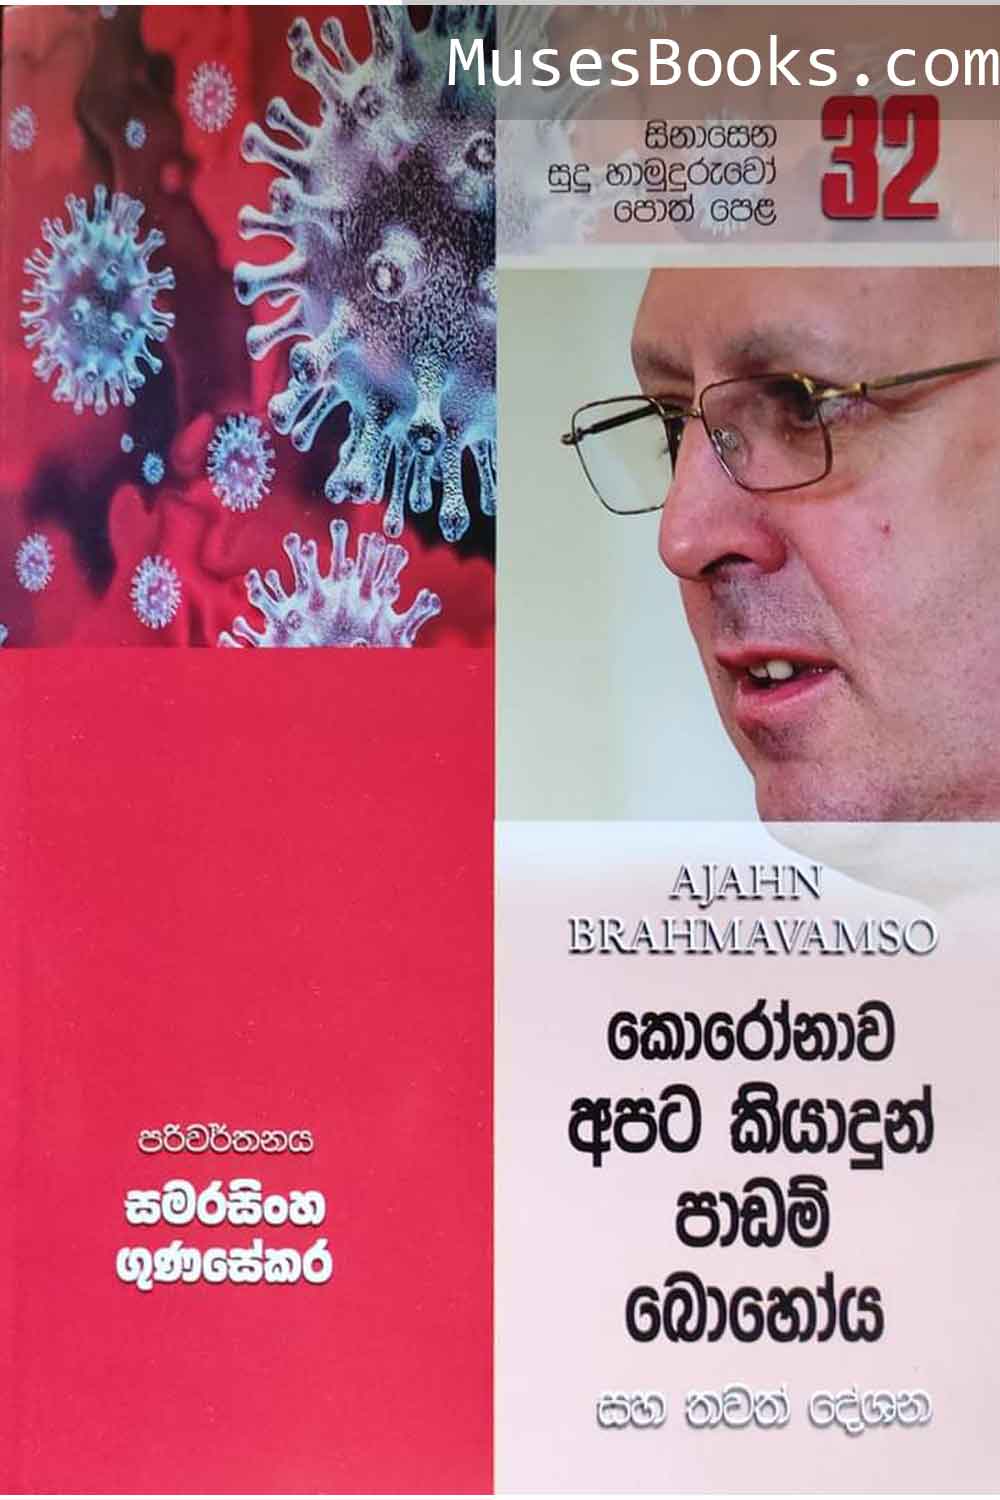 MusesBooks.com
සිනාසෙන
සුදු හාමුදුරුවෝ
පොත් පෙළ
32
AJAHN
BRAHMAVAMSO
කොරෝනාව
අපට කියාදුන්
පාඩම්
බොහෝය
සහ තවත් දේශන
පරිවර්තනය
සමරසිංහ
ගුණසේකර